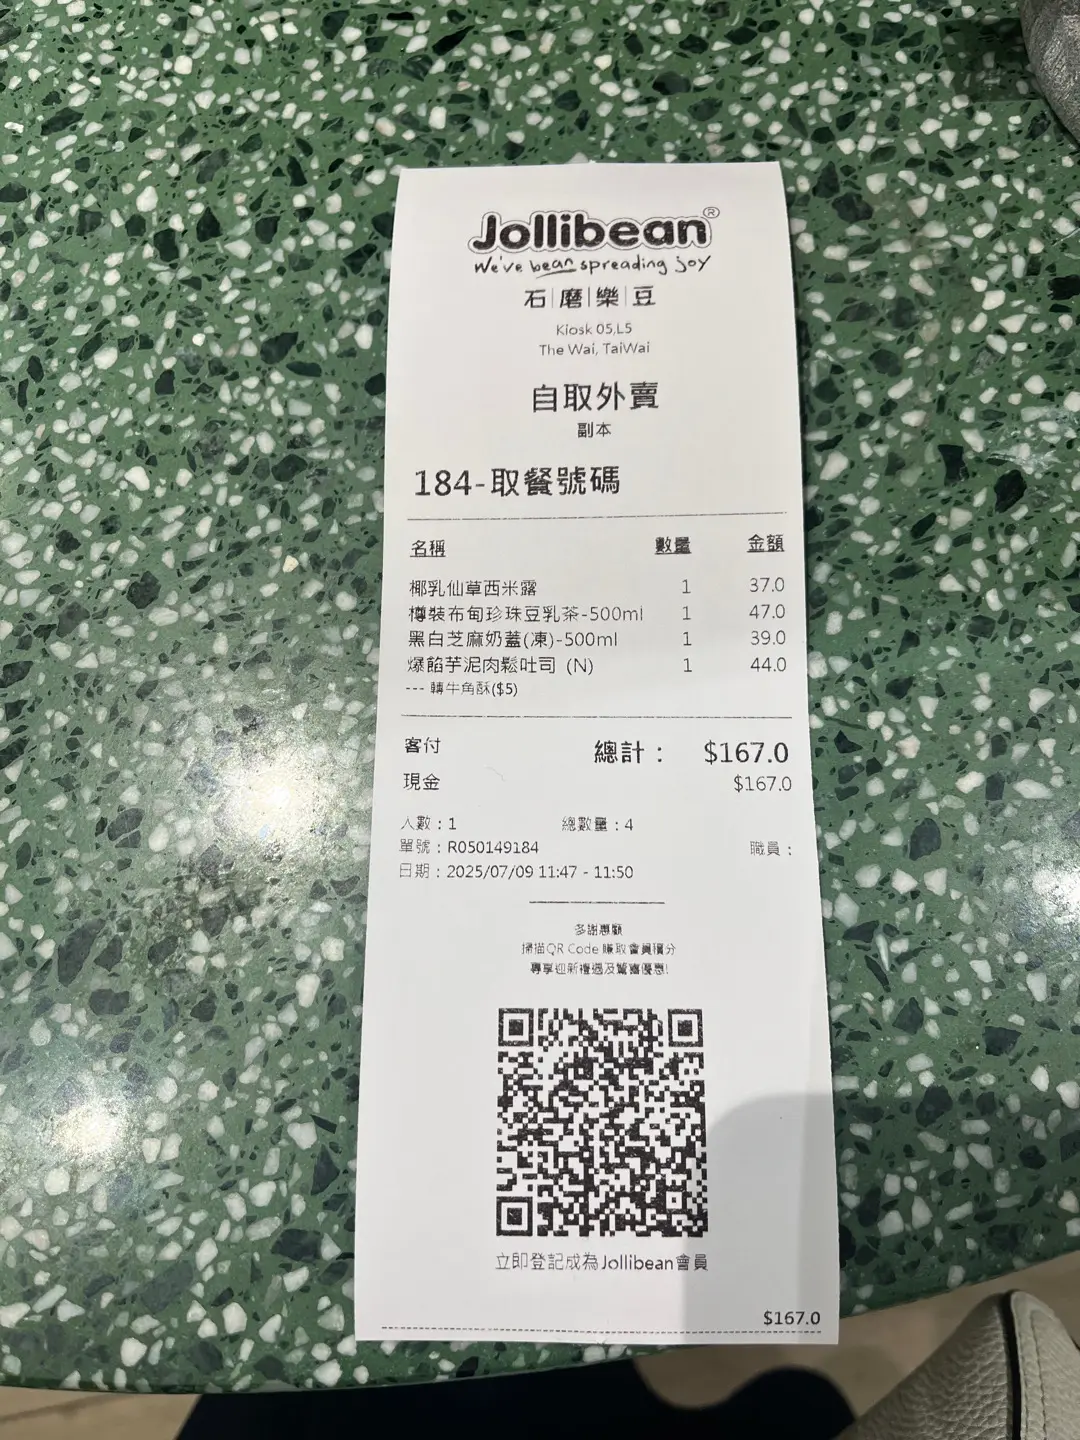 Jollibean®
We've bean spreading joy
石|磨|樂|豆
Kiosk 05,L5
The Wai, TaiWai
自取外賣
副本
184-取餐號碼
名稱 數量 金額
椰乳仙草西米露 1 37.0
樽裝布甸珍珠豆乳茶-500ml 1 47.0
黑白芝麻奶蓋(凍)-500ml 1 39.0
爆餡芋泥肉鬆吐司 (N) 1 44.0
--- 轉牛角酥($5)
客付 總計： $167.0
現金 $167.0
人數：1 總數量：4
單號：R050149184 職員：
日期：2025/07/09 11:47 - 11:50
多謝惠顧
掃描QR Code 賺取會員積分
專享迎新禮遇及驚喜優惠!
立即登記成為Jollibean會員
$167.0